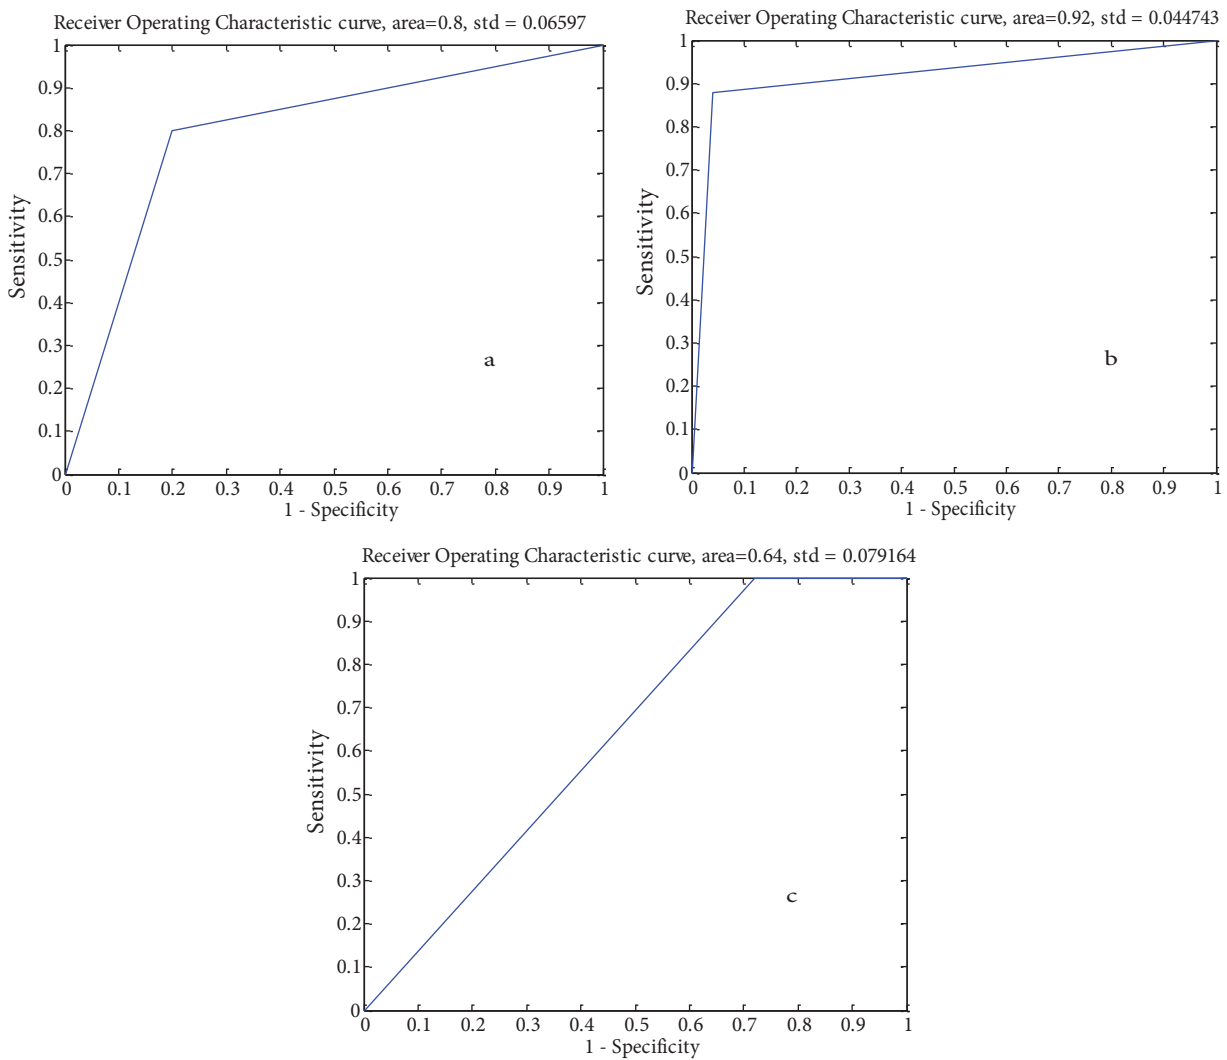 Receiver Operating Characteristic curve, area=0.8, std = 0.06597
1
0.9
0.8
0.7
0.6
0.5
0.4
0.3
0.2
0.1
0
Sensitivity
a
0 0.1 0.2 0.3 0.4 0.5 0.6 0.7 0.8 0.9 1
1 - Specificity
Receiver Operating Characteristic curve, area=0.92, std = 0.044743
1
0.9
0.8
0.7
0.6
0.5
0.4
0.3
0.2
0.1
0
Sensitivity
b
0 0.1 0.2 0.3 0.4 0.5 0.6 0.7 0.8 0.9 1
1 - Specificity
Receiver Operating Characteristic curve, area=0.64, std = 0.079164
1
0.9
0.8
0.7
0.6
0.5
0.4
0.3
0.2
0.1
0
Sensitivity
c
0 0.1 0.2 0.3 0.4 0.5 0.6 0.7 0.8 0.9 1
1 - Specificity